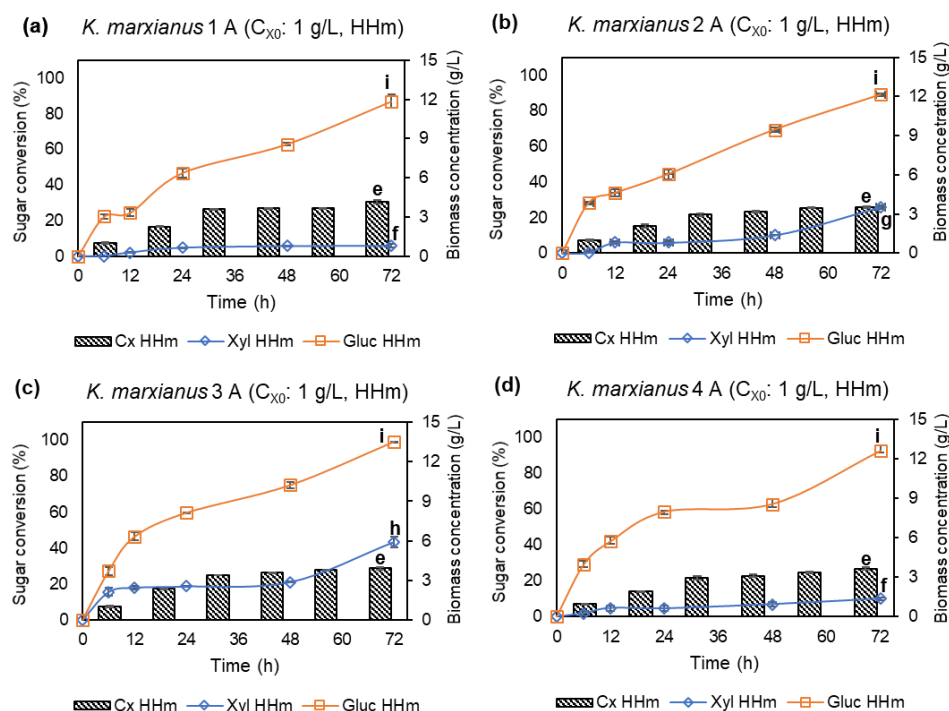 (a) K. marxianus 1 A (CX0: 1 g/L, HHm)
Sugar conversion (%)
100
80
60
40
20
0
15
12
9
6
3
0
Biomass concentration (g/L)
i
e
f
0 12 24 36 48 60 72
Time (h)
Cx HHm Xyl HHm Gluc HHm
(b) K. marxianus 2 A (CX0: 1 g/L, HHm)
Sugar conversion (%)
100
80
60
40
20
0
15
12
9
6
3
0
Biomass concetration (g/L)
i
e
g
0 12 24 36 48 60 72
Time (h)
Cx HHm Xyl HHm Gluc HHm
(c) K. marxianus 3 A (CX0: 1 g/L, HHm)
Sugar conversion (%)
100
80
60
40
20
0
15
12
9
6
3
0
Biomass concentration (g/L)
i
h
e
0 12 24 36 48 60 72
Time (h)
Cx HHm Xyl HHm Gluc HHm
(d) K. marxianus 4 A (CX0: 1 g/L, HHm)
Sugar conversion (%)
100
80
60
40
20
0
15
12
9
6
3
0
Biomass concentration (g/L)
i
e
f
0 12 24 36 48 60 72
Time (h)
Cx HHm Xyl HHm Gluc HHm